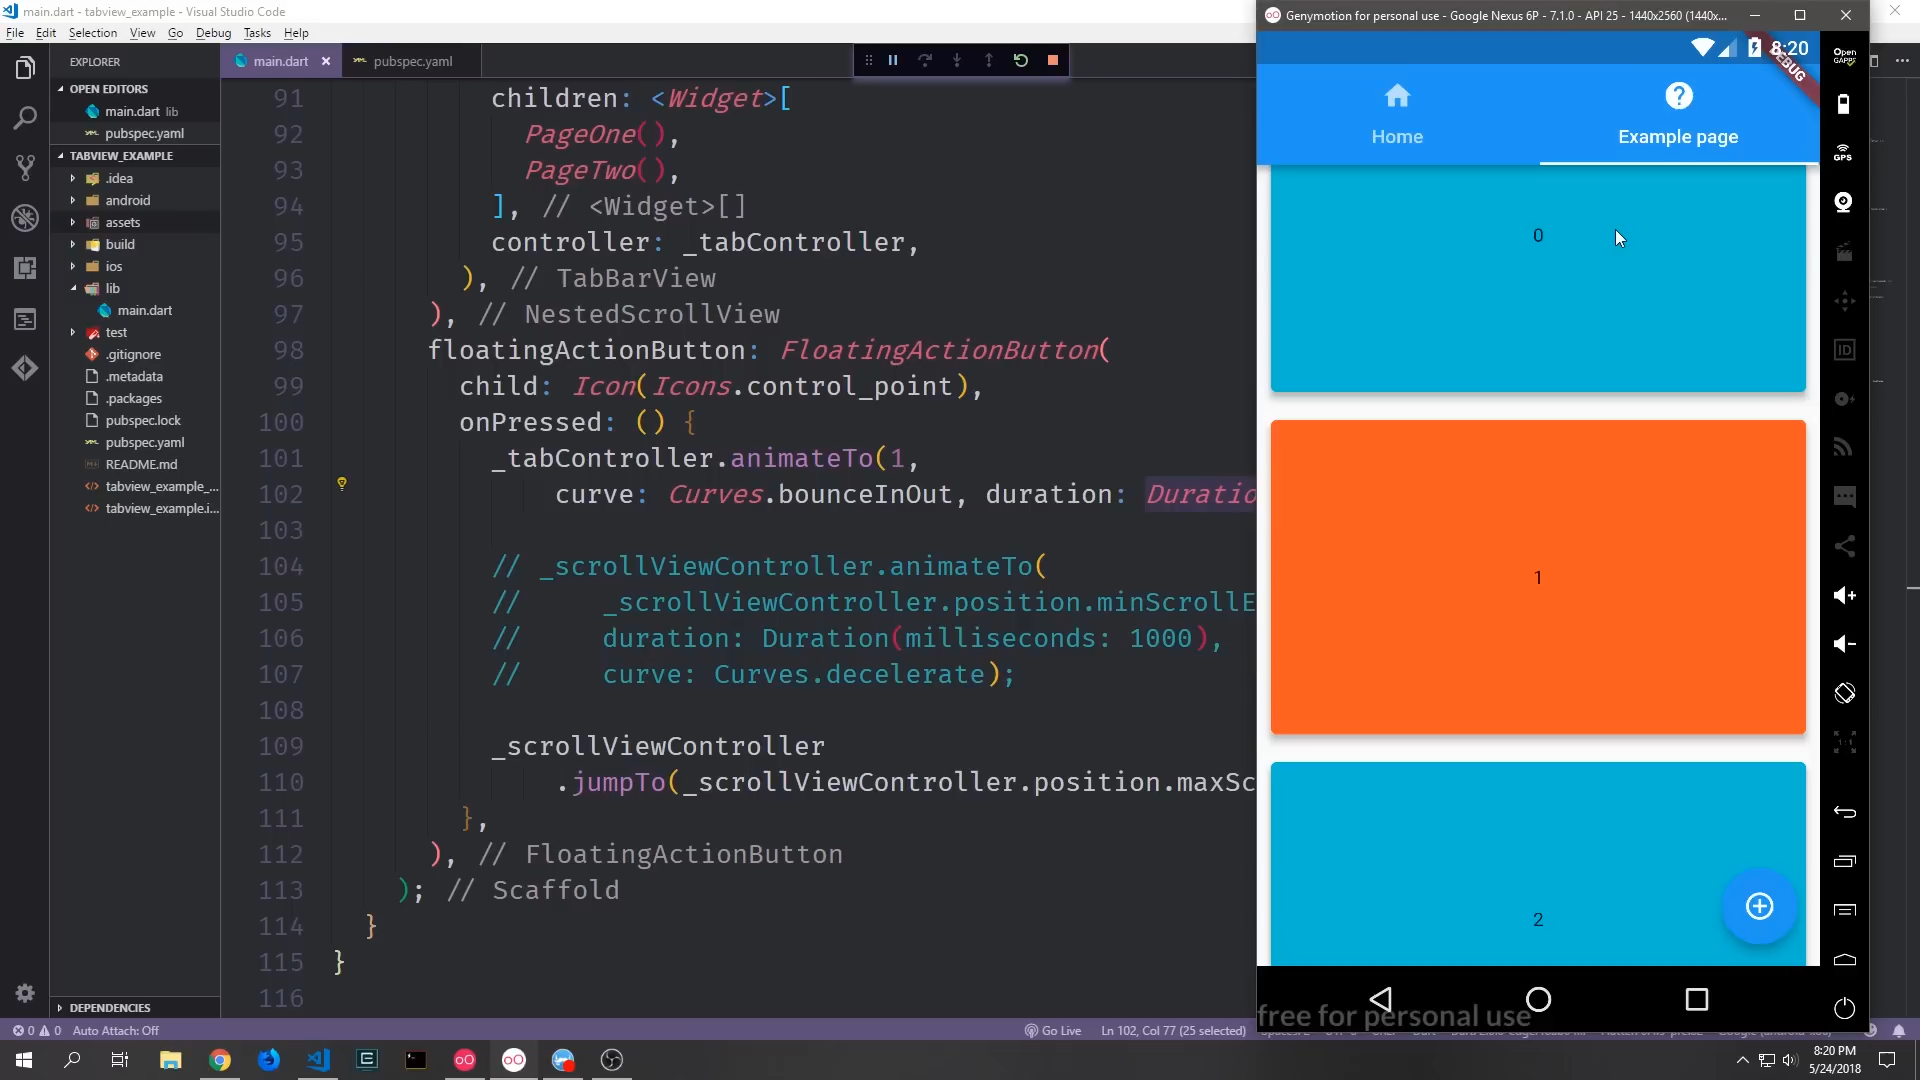 main.dart - tabview_example - Visual Studio Code
File Edit Selection View Go Debug Tasks Help
EXPLORER
OPEN EDITORS
main.dart lib
pubspec.yaml
TABVIEW_EXAMPLE
.idea
android
assets
build
ios
lib
main.dart
test
.gitignore
.metadata
.packages
pubspec.lock
pubspec.yaml
README.md
tabview_example_...
tabview_example.i...
DEPENDENCIES
main.dart pubspec.yaml
91 children: <Widget>[
92 PageOne(),
93 PageTwo(),
94 ], // <Widget>[]
95 controller: _tabController,
96 ), // TabBarView
97 ), // NestedScrollView
98 floatingActionButton: FloatingActionButton(
99 child: Icon(Icons.control_point),
100 onPressed: () {
101 _tabController.animateTo(1,
102 curve: Curves.bounceInOut, duration: Duratio
103
104 // _scrollViewController.animateTo(
105 // _scrollViewController.position.minScrollE
106 // duration: Duration(milliseconds: 1000),
107 // curve: Curves.decelerate);
108
109 _scrollViewController
110 .jumpTo(_scrollViewController.position.maxSc
111 },
112 ), // FloatingActionButton
113 ); // Scaffold
114 }
115 }
116
Genymotion for personal use - Google Nexus 6P - 7.1.0 - API 25 - 1440x2560 (1440x...
8:20
DEBUG
Home
Example page
0
1
2
Open
GAPPS
GPS
ID
1:1
free for personal use
0 0 Auto Attach: Off
Go Live Ln 102, Col 77 (25 selected)
8:20 PM
5/24/2018